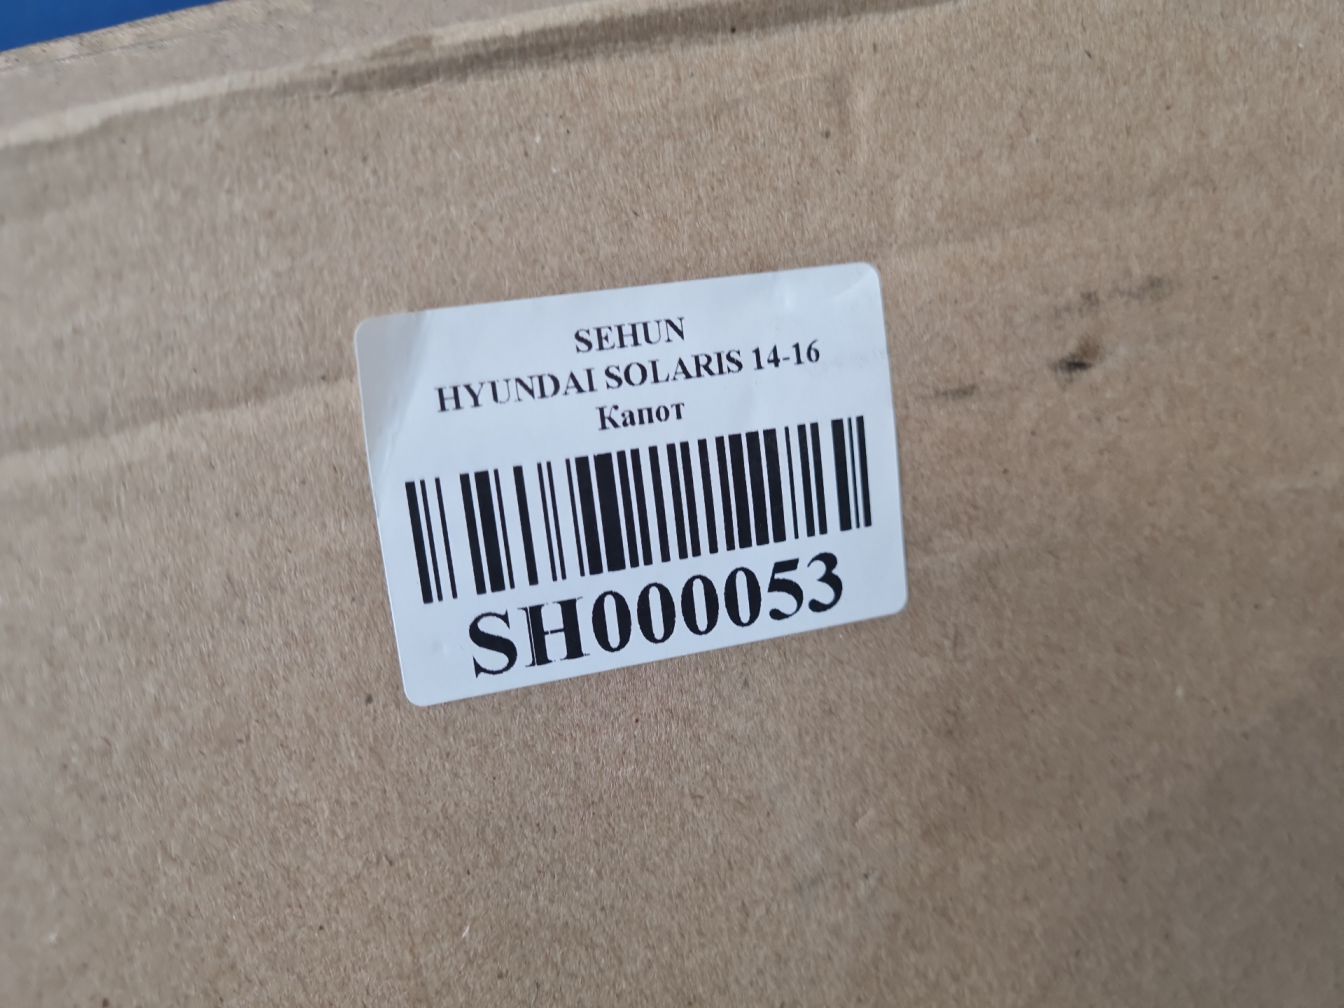 SEHUN
HYUNDAI SOLARIS 14-16
Капот
SH000053